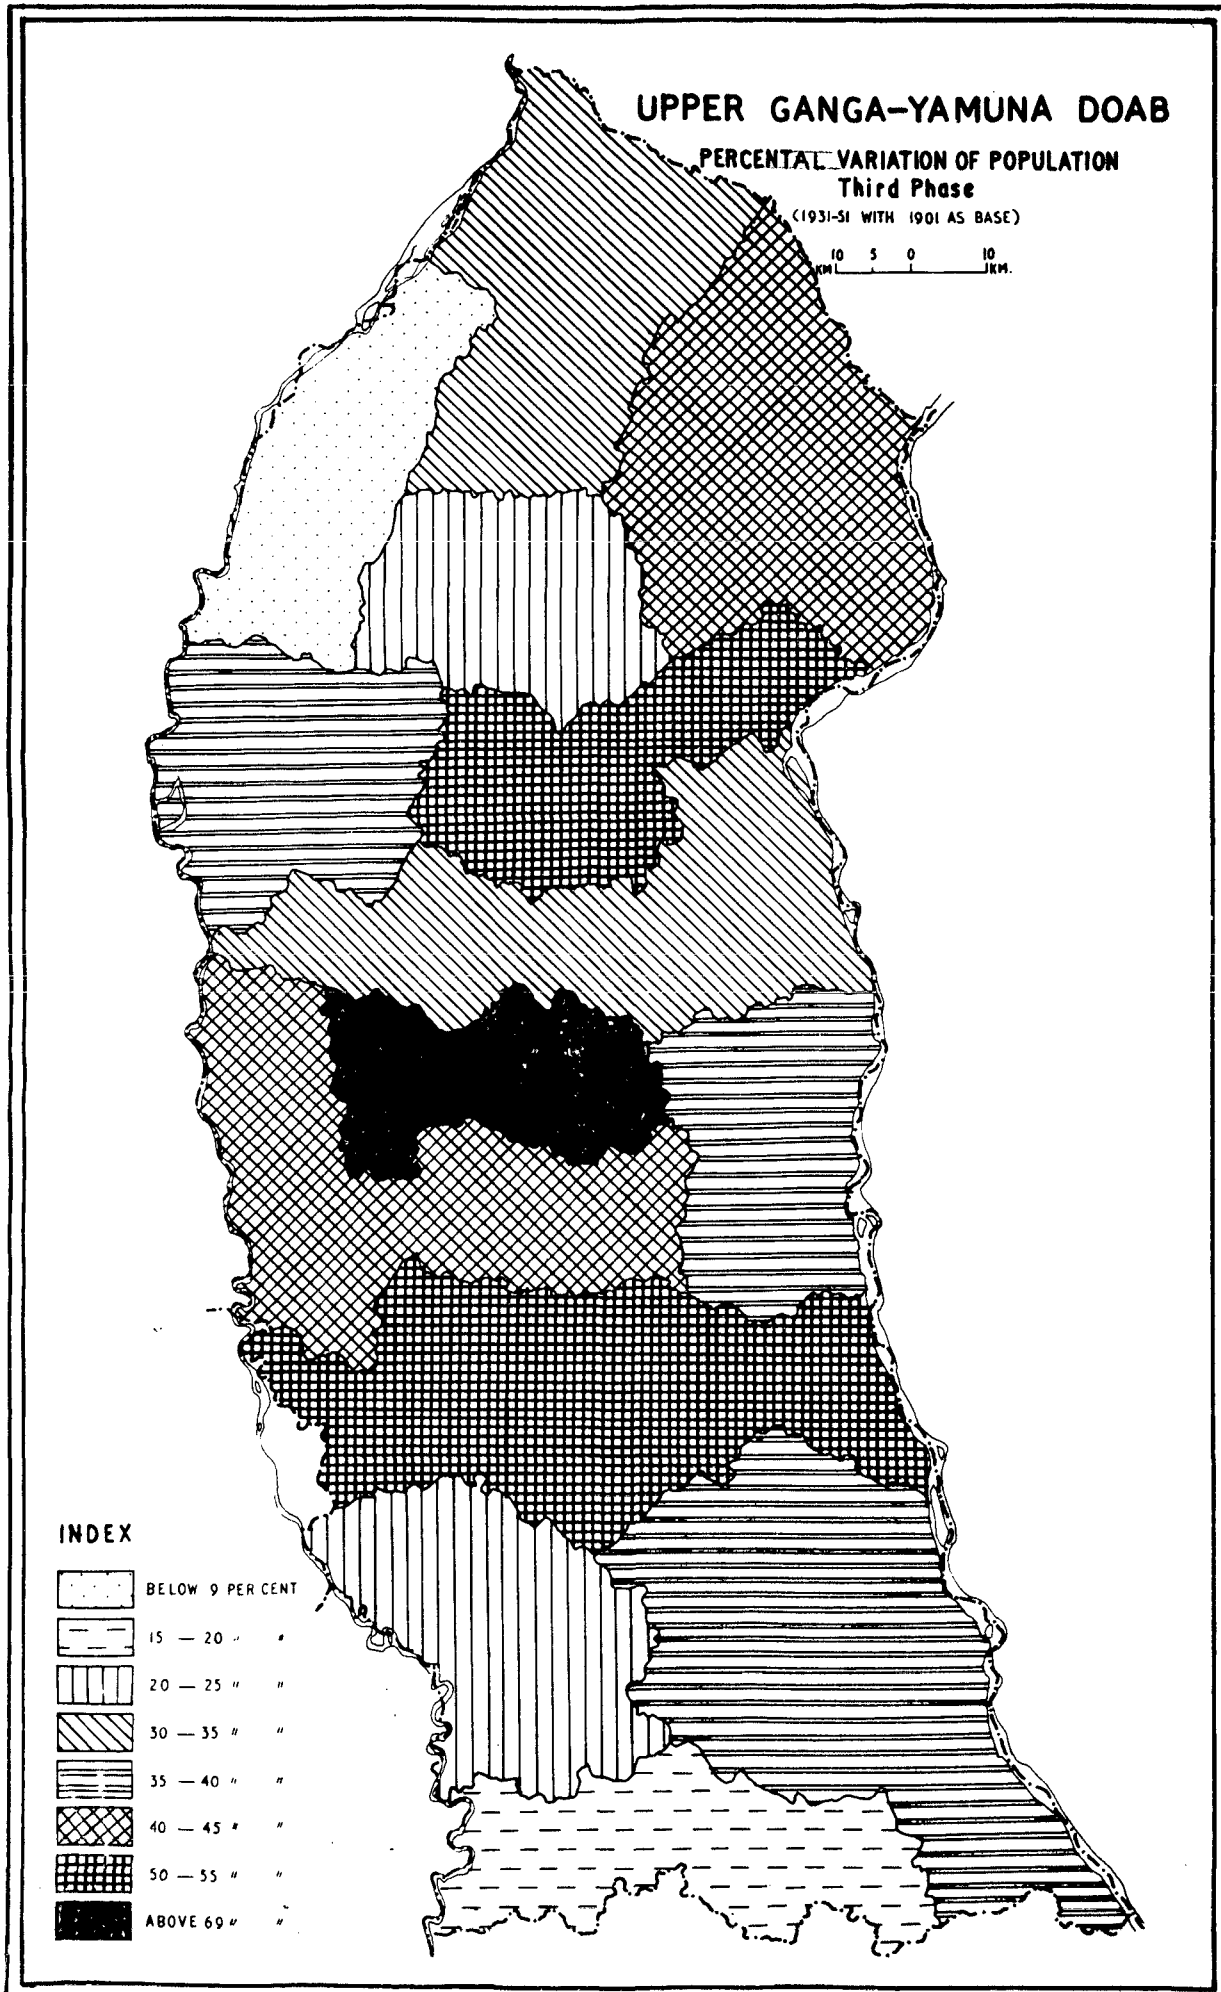 UPPER GANGA–YAMUNA DOAB
PERCENTAL VARIATION OF POPULATION
Third Phase
(1931-51 WITH 1901 AS BASE)
KM 10 5 0 10 KM.
INDEX
BELOW 9 PER CENT
15 — 20 " "
20 — 25 " "
30 — 35 " "
35 — 40 " "
40 — 45 " "
50 — 55 " "
ABOVE 69 " "